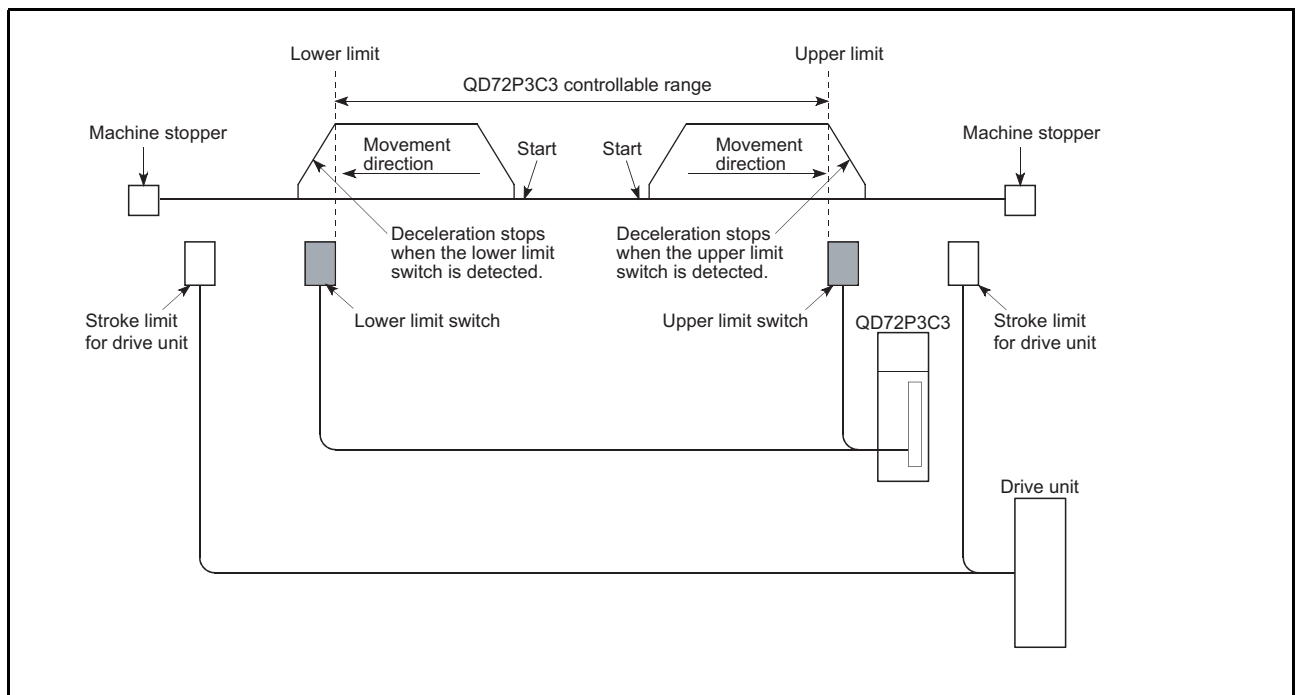 Lower limit
Upper limit
QD72P3C3 controllable range
Machine stopper
Movement
direction
Start
Start
Movement
direction
Machine stopper
Deceleration stops
when the lower limit
switch is detected.
Deceleration stops
when the upper limit
switch is detected.
Stroke limit
for drive unit
Lower limit switch
Upper limit switch
QD72P3C3
Stroke limit
for drive unit
Drive unit